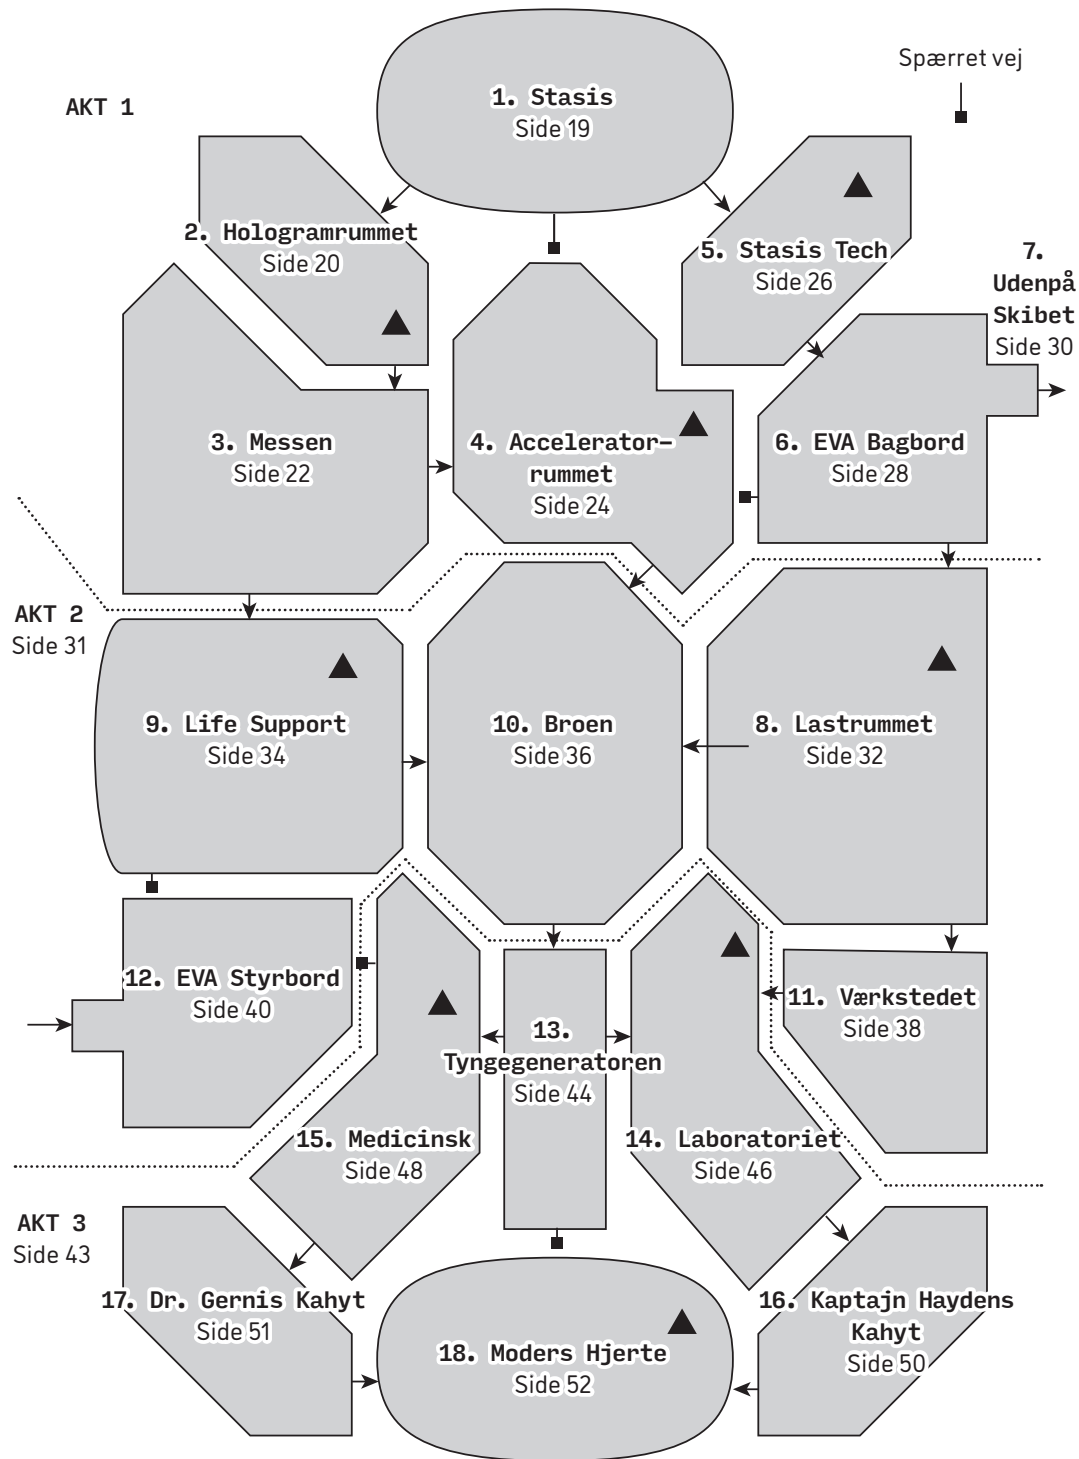 Spærret vej
AKT 1
1. Stasis
Side 19
2. Hologramrummet
Side 20
5. Stasis Tech
Side 26
7.
Udenpå
Skibet
Side 30
3. Messen
Side 22
4. Accelerator-
rummet
Side 24
6. EVA Bagbord
Side 28
AKT 2
Side 31
9. Life Support
Side 34
10. Broen
Side 36
8. Lastrummet
Side 32
12. EVA Styrbord
Side 40
13.
Tyngegeneratoren
Side 44
11. Værkstedet
Side 38
15. Medicinsk
Side 48
14. Laboratoriet
Side 46
AKT 3
Side 43
17. Dr. Gernis Kahyt
Side 51
18. Moders Hjerte
Side 52
16. Kaptajn Haydens
Kahyt
Side 50